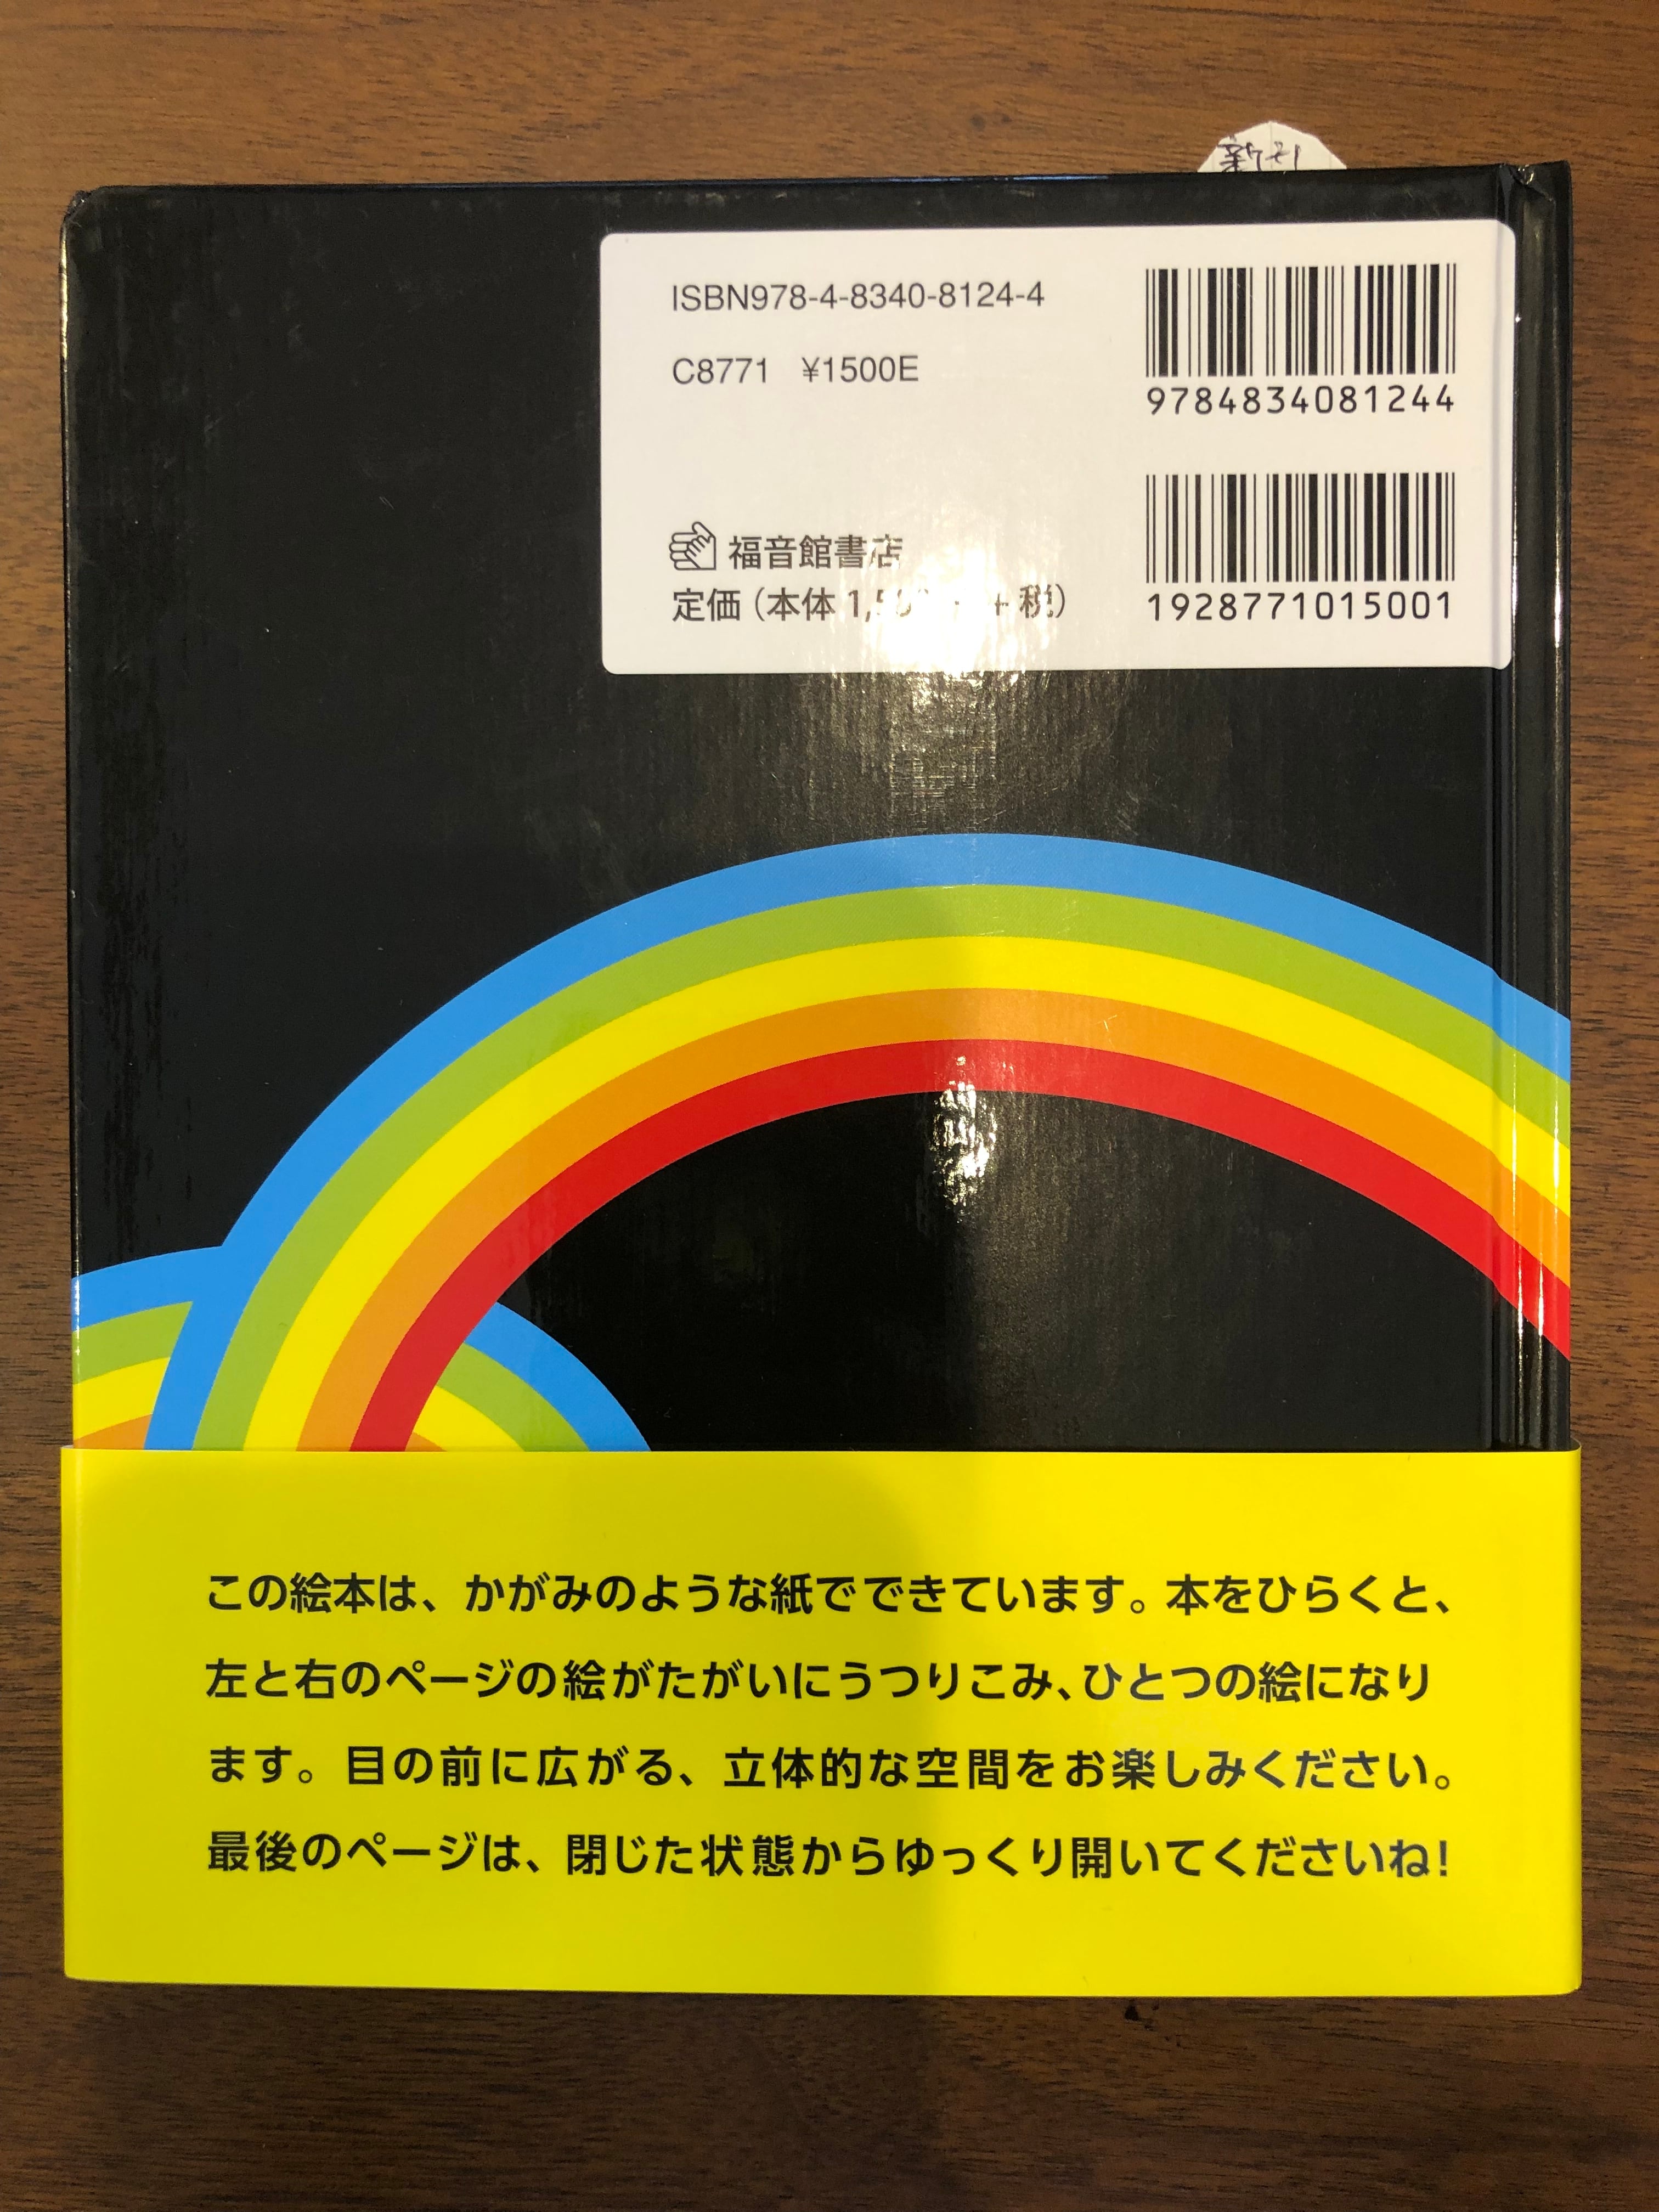 ISBN978-4-8340-8124-4
C8771 ¥1500E
9784834081244
福音館書店
定価(本体 税)
1928771015001
この絵本は、かがみのような紙でできています。本をひらくと、
左と右のページの絵がたがいにうつりこみ、ひとつの絵になり
ます。目の前に広がる、立体的な空間をお楽しみください。
最後のページは、閉じた状態からゆっくり開いてくださいね!